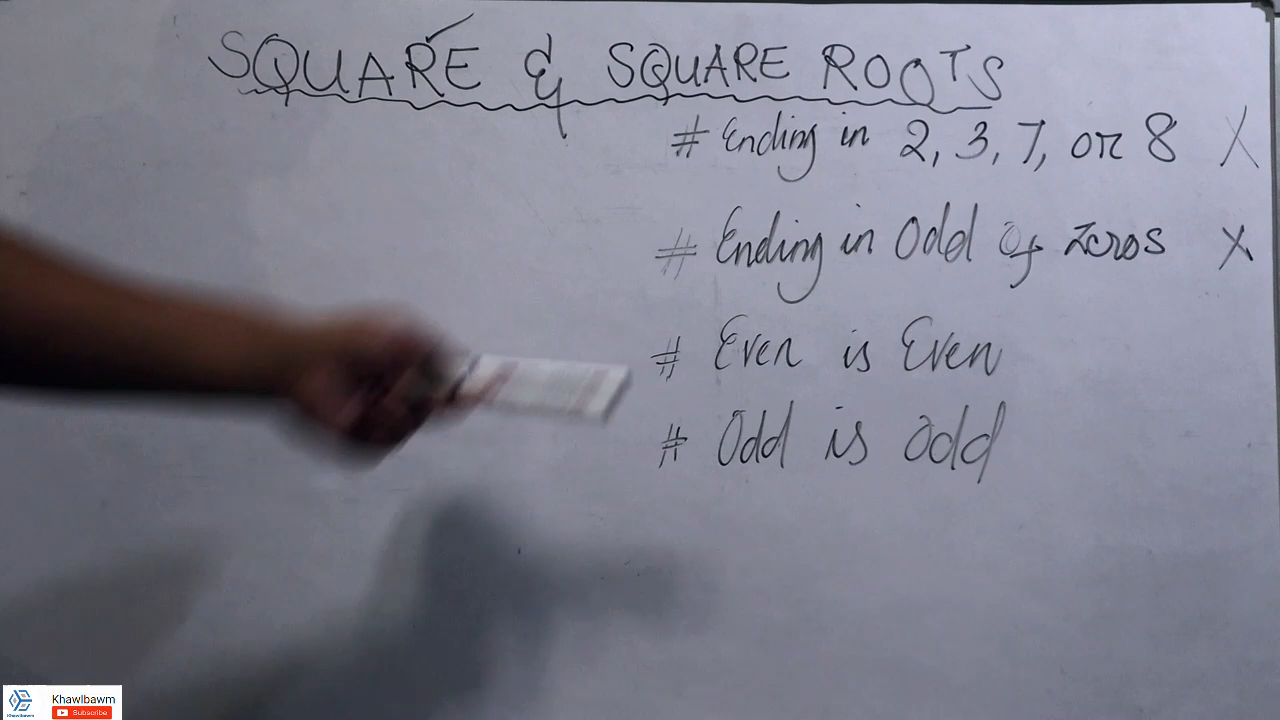 SQUARE & SQUARE ROOTS
# Ending in 2, 3, 7, or 8 X
# Ending in Odd of zeros X
# Even is Even
# Odd is odd
Khawlbawm
Subscribe
Khawlbawm